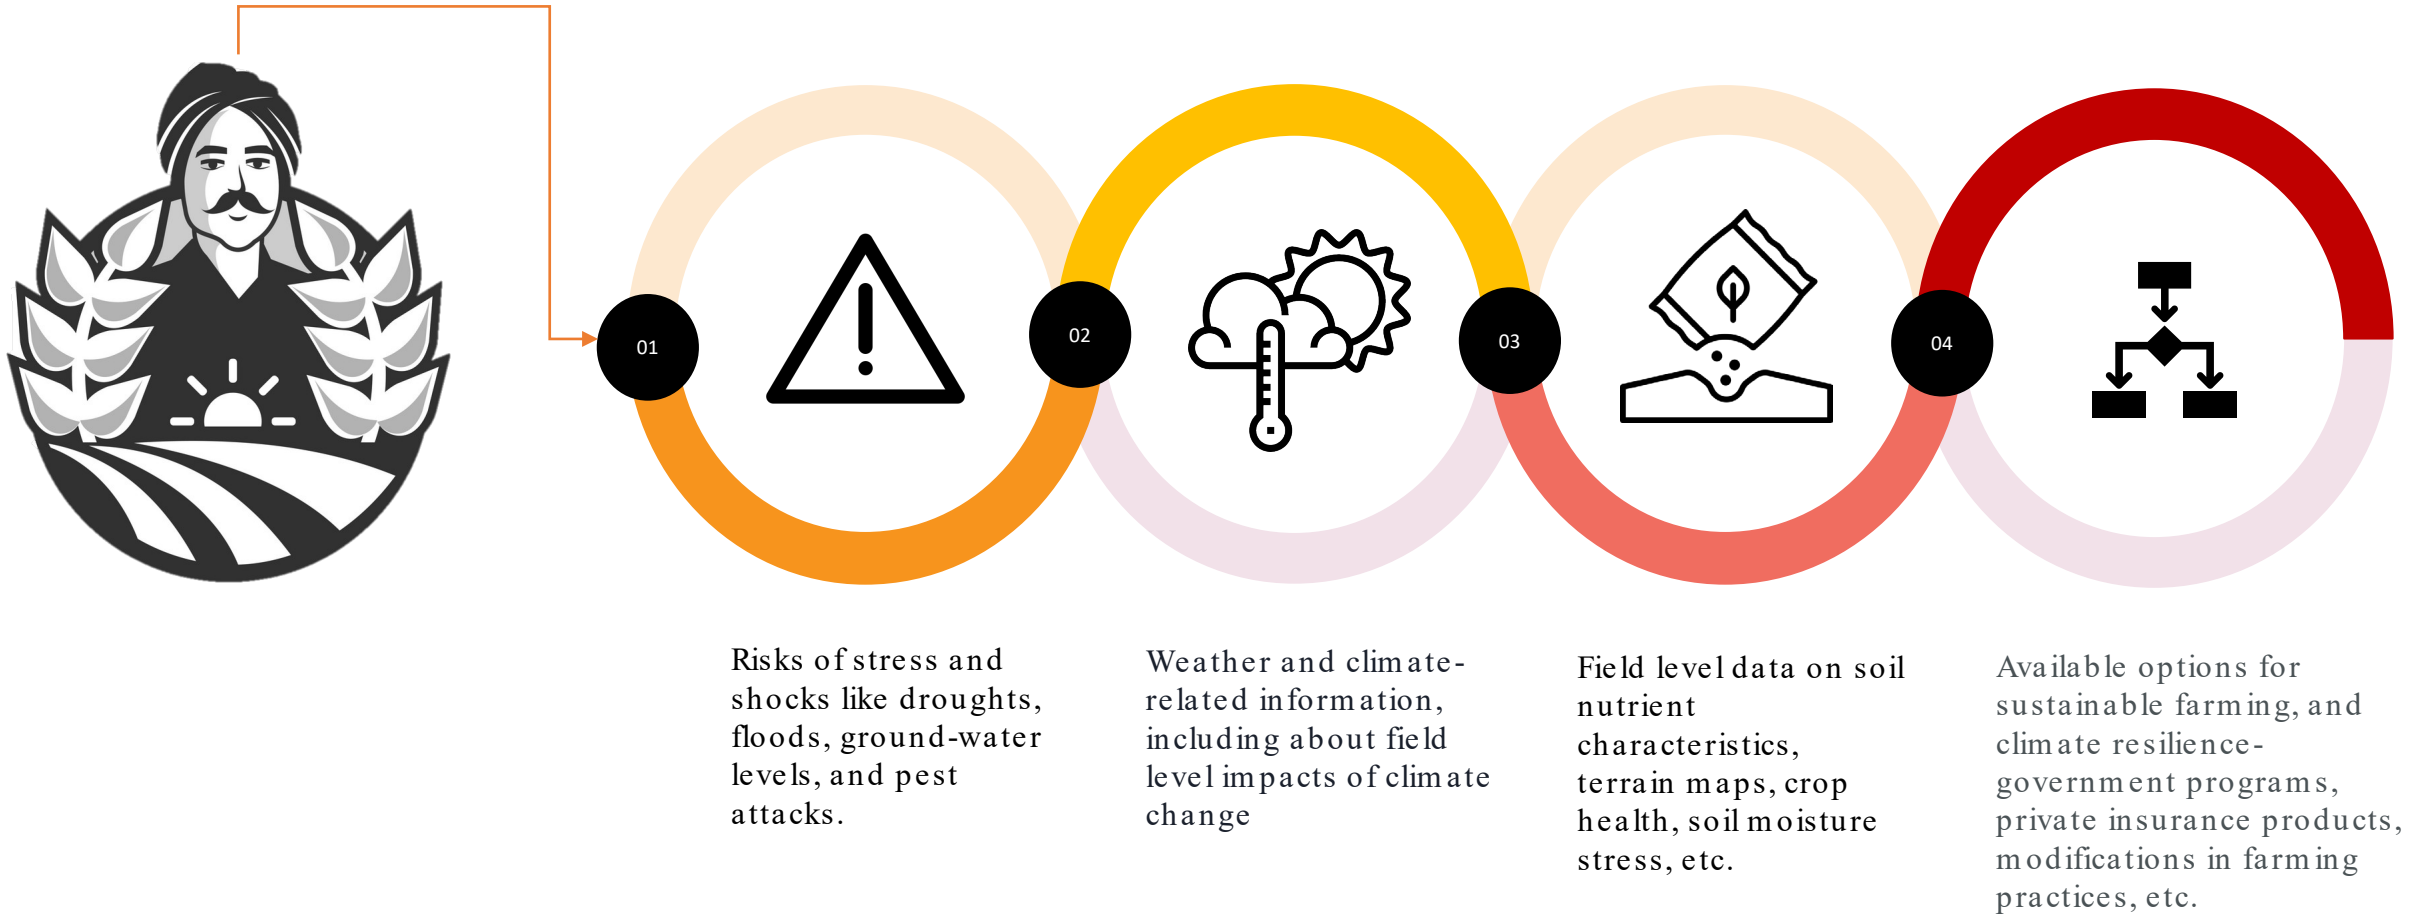 01
02
03
04
Risks of stress and
shocks like droughts,
floods, ground-water
levels, and pest
attacks.
Weather and climate-
related information,
including about field
level impacts of climate
change
Field level data on soil
nutrient
characteristics,
terrain maps, crop
health, soil moisture
stress, etc.
Available options for
sustainable farming, and
climate resilience-
government programs,
private insurance products,
modifications in farming
practices, etc.